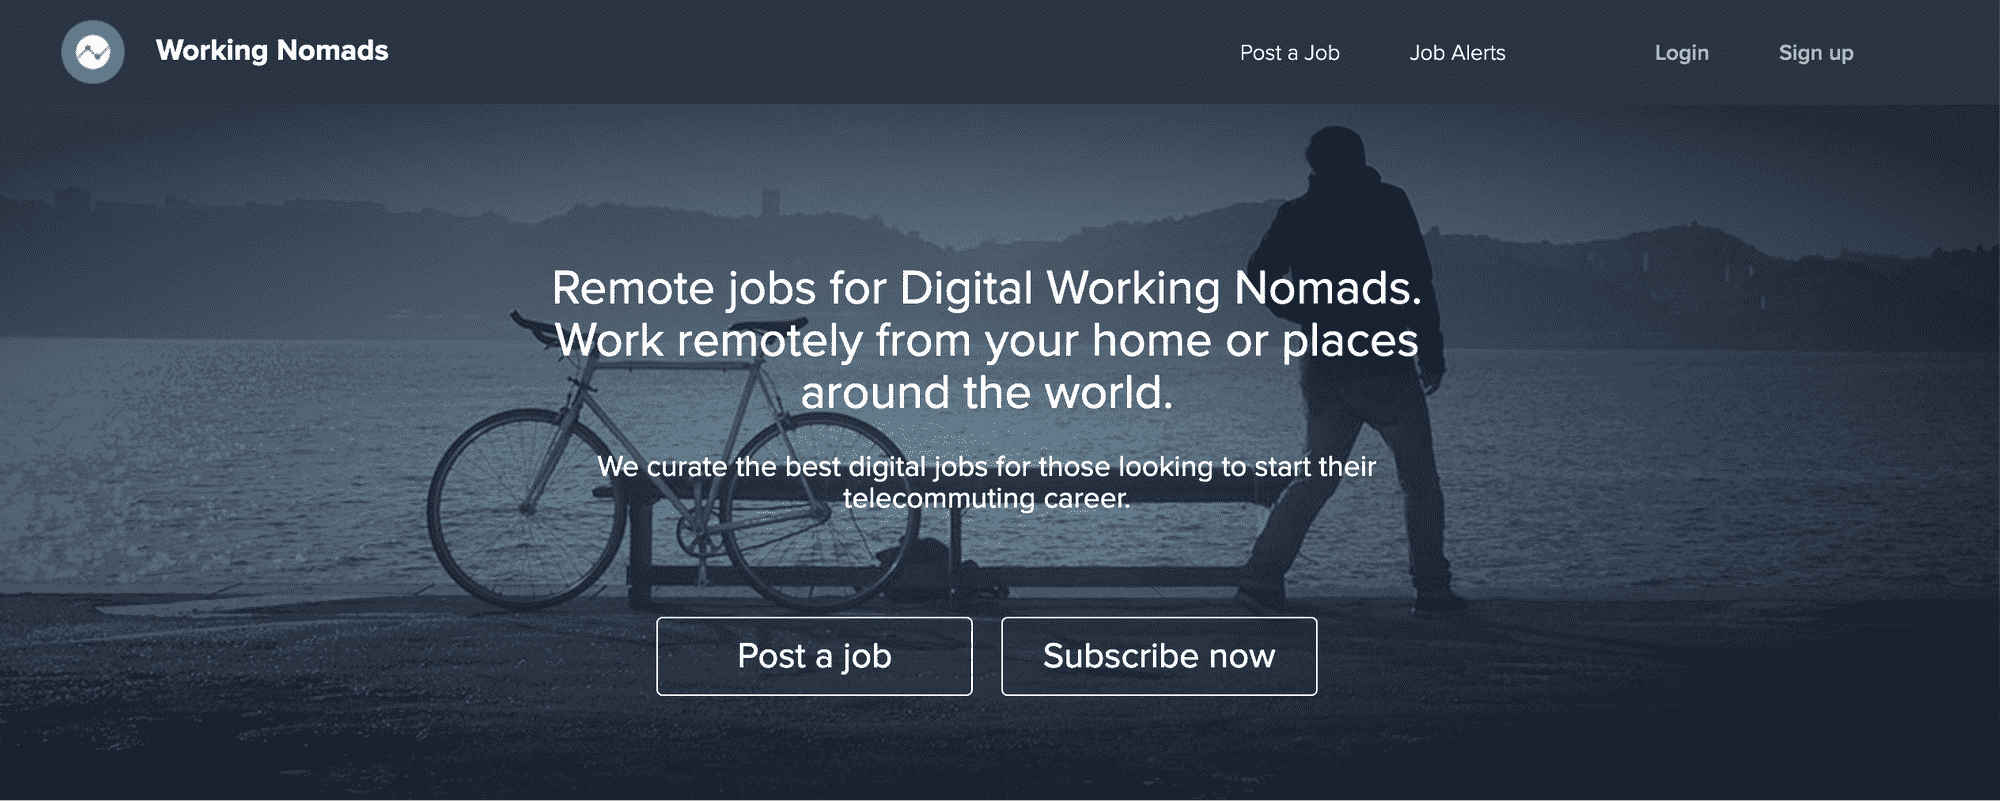 Working Nomads
Post a Job
Job Alerts
Login
Sign up
Remote jobs for Digital Working Nomads.
Work remotely from your home or places
around the world.
We curate the best digital jobs for those looking to start their
telecommuting career.
Post a job
Subscribe now